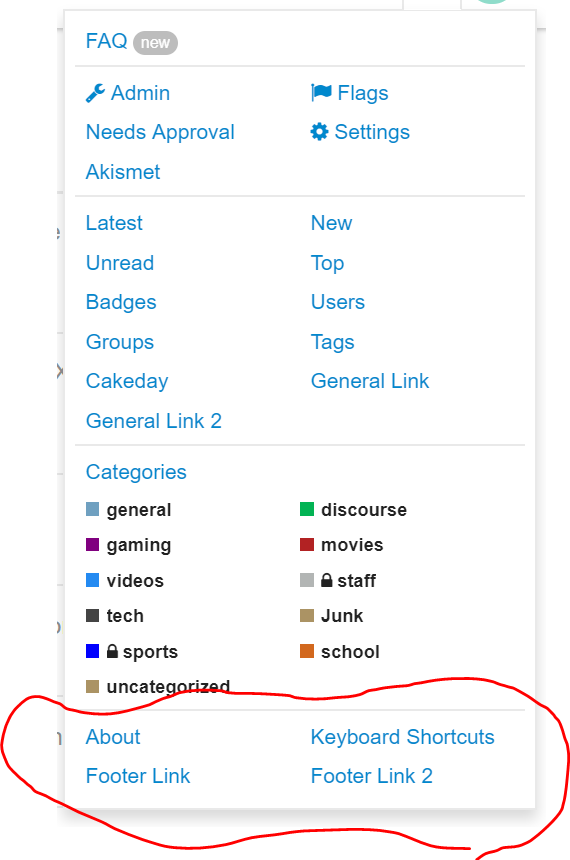 FAQ new
Admin Flags
Needs Approval Settings
Akismet
Latest New
Unread Top
Badges Users
Groups Tags
Cakeday General Link
General Link 2
Categories
general discourse
gaming movies
videos staff
tech Junk
sports school
uncategorized
About Keyboard Shortcuts
Footer Link Footer Link 2